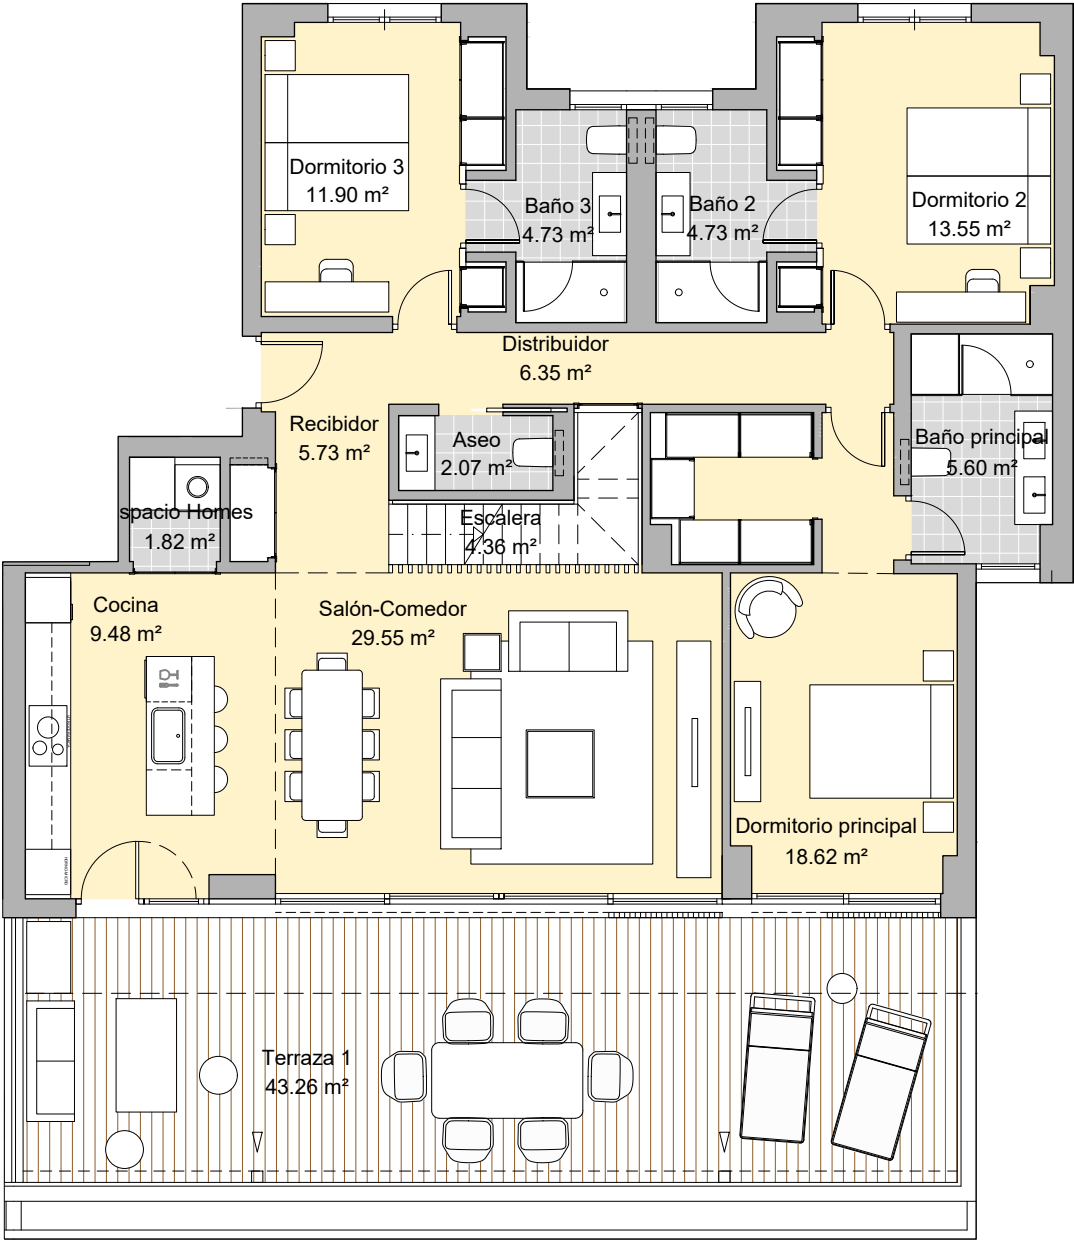 Dormitorio 3
11.90 m²
Baño 3
4.73 m²
Baño 2
4.73 m²
Dormitorio 2
13.55 m²
Distribuidor
6.35 m²
Recibidor
5.73 m²
Aseo
2.07 m²
Baño principal
5.60 m²
spacio Homes
1.82 m²
Escalera
4.36 m²
Cocina
9.48 m²
Salón-Comedor
29.55 m²
Dormitorio principal
18.62 m²
Terraza 1
43.26 m²